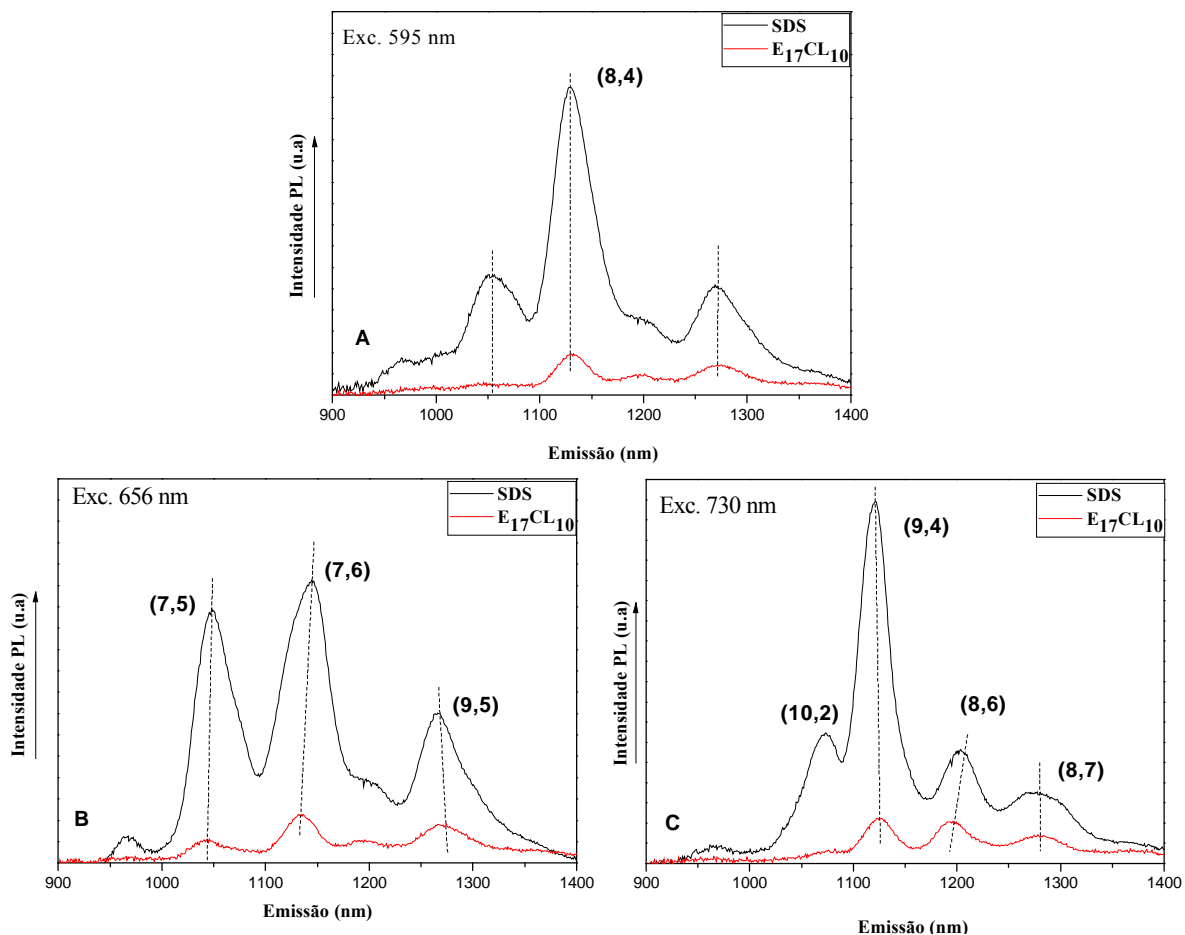 Exc. 595 nm
SDS
E17CL10
(8,4)
A
Intensidade PL (u.a)
900 1000 1100 1200 1300 1400
Emissão (nm)
Exc. 656 nm
SDS
E17CL10
(7,5)
(7,6)
(9,5)
B
Intensidade PL (u.a)
900 1000 1100 1200 1300 1400
Emissão (nm)
Exc. 730 nm
SDS
E17CL10
(9,4)
(10,2)
(8,6)
(8,7)
C
Intensidade PL (u.a)
900 1000 1100 1200 1300 1400
Emissão (nm)